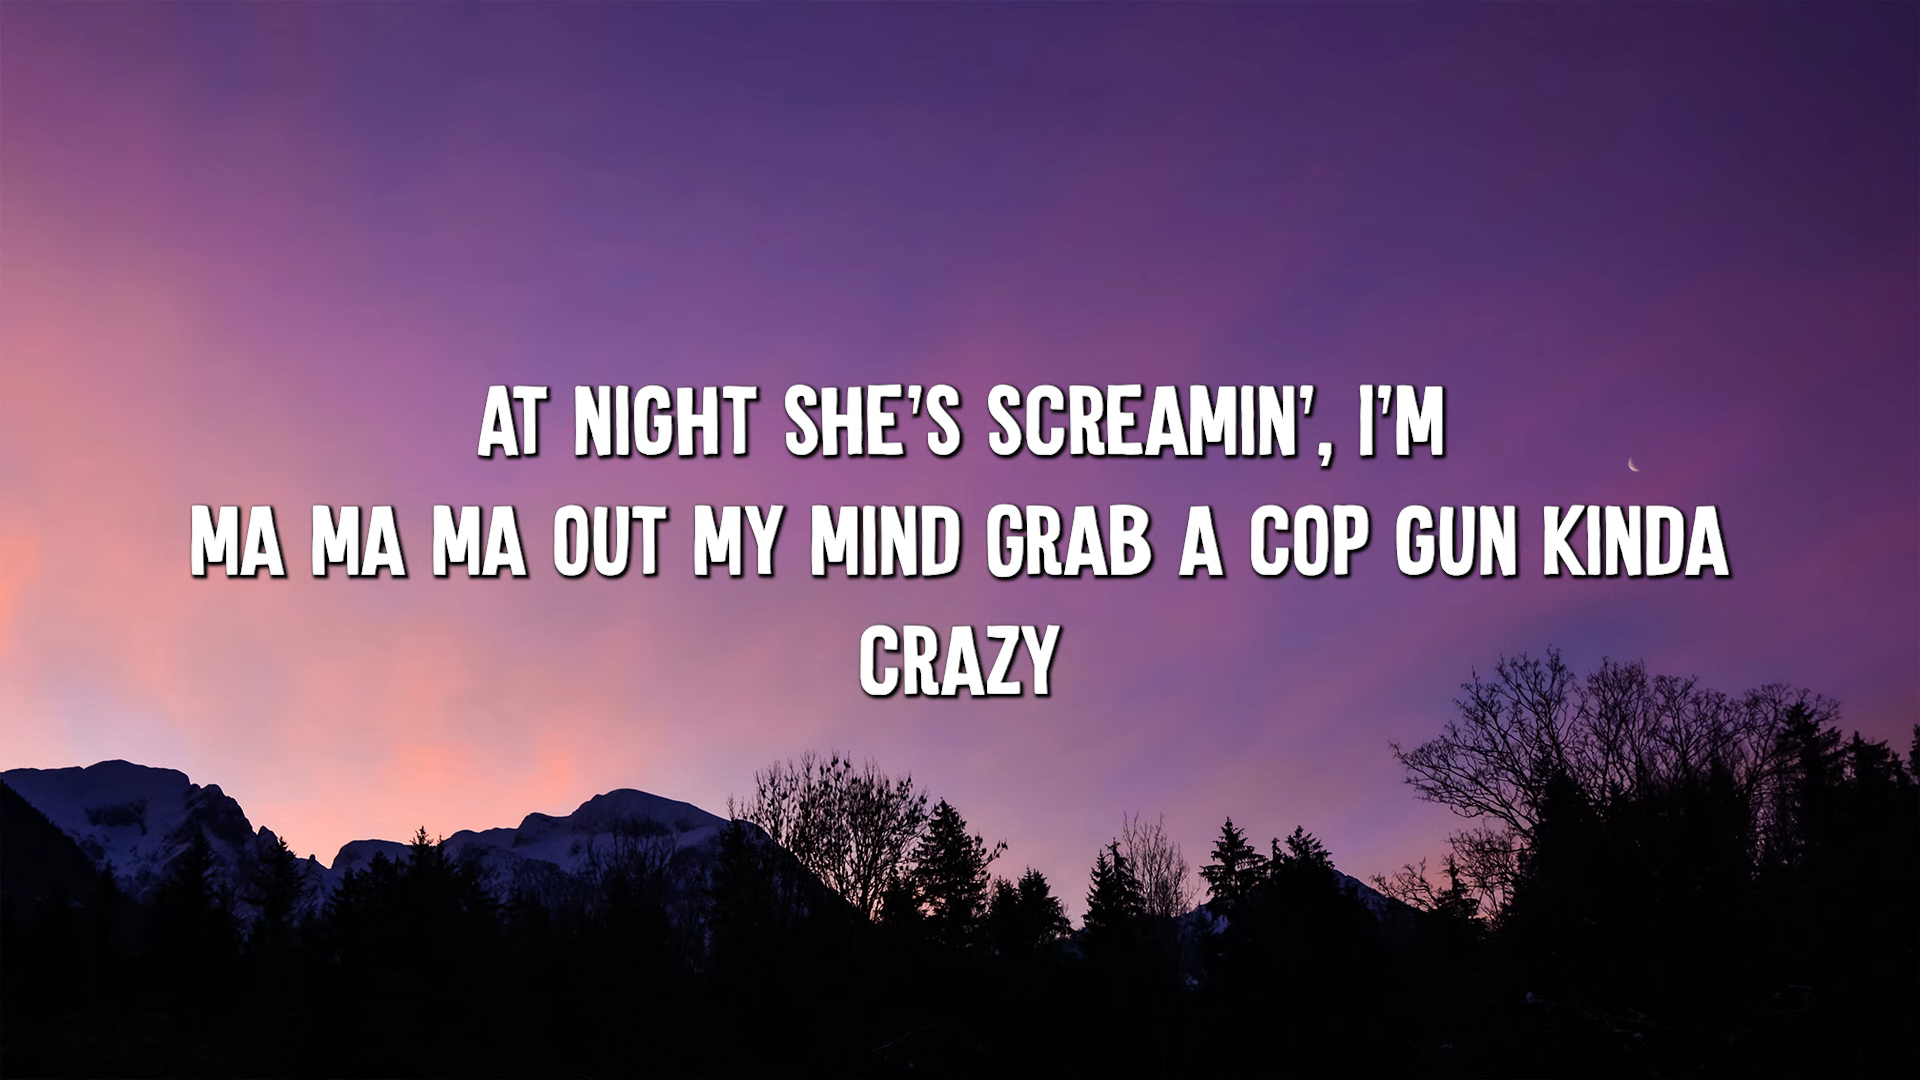 AT NIGHT SHE'S SCREAMIN', I'M
MA MA MA OUT MY MIND GRAB A COP GUN KINDA
CRAZY